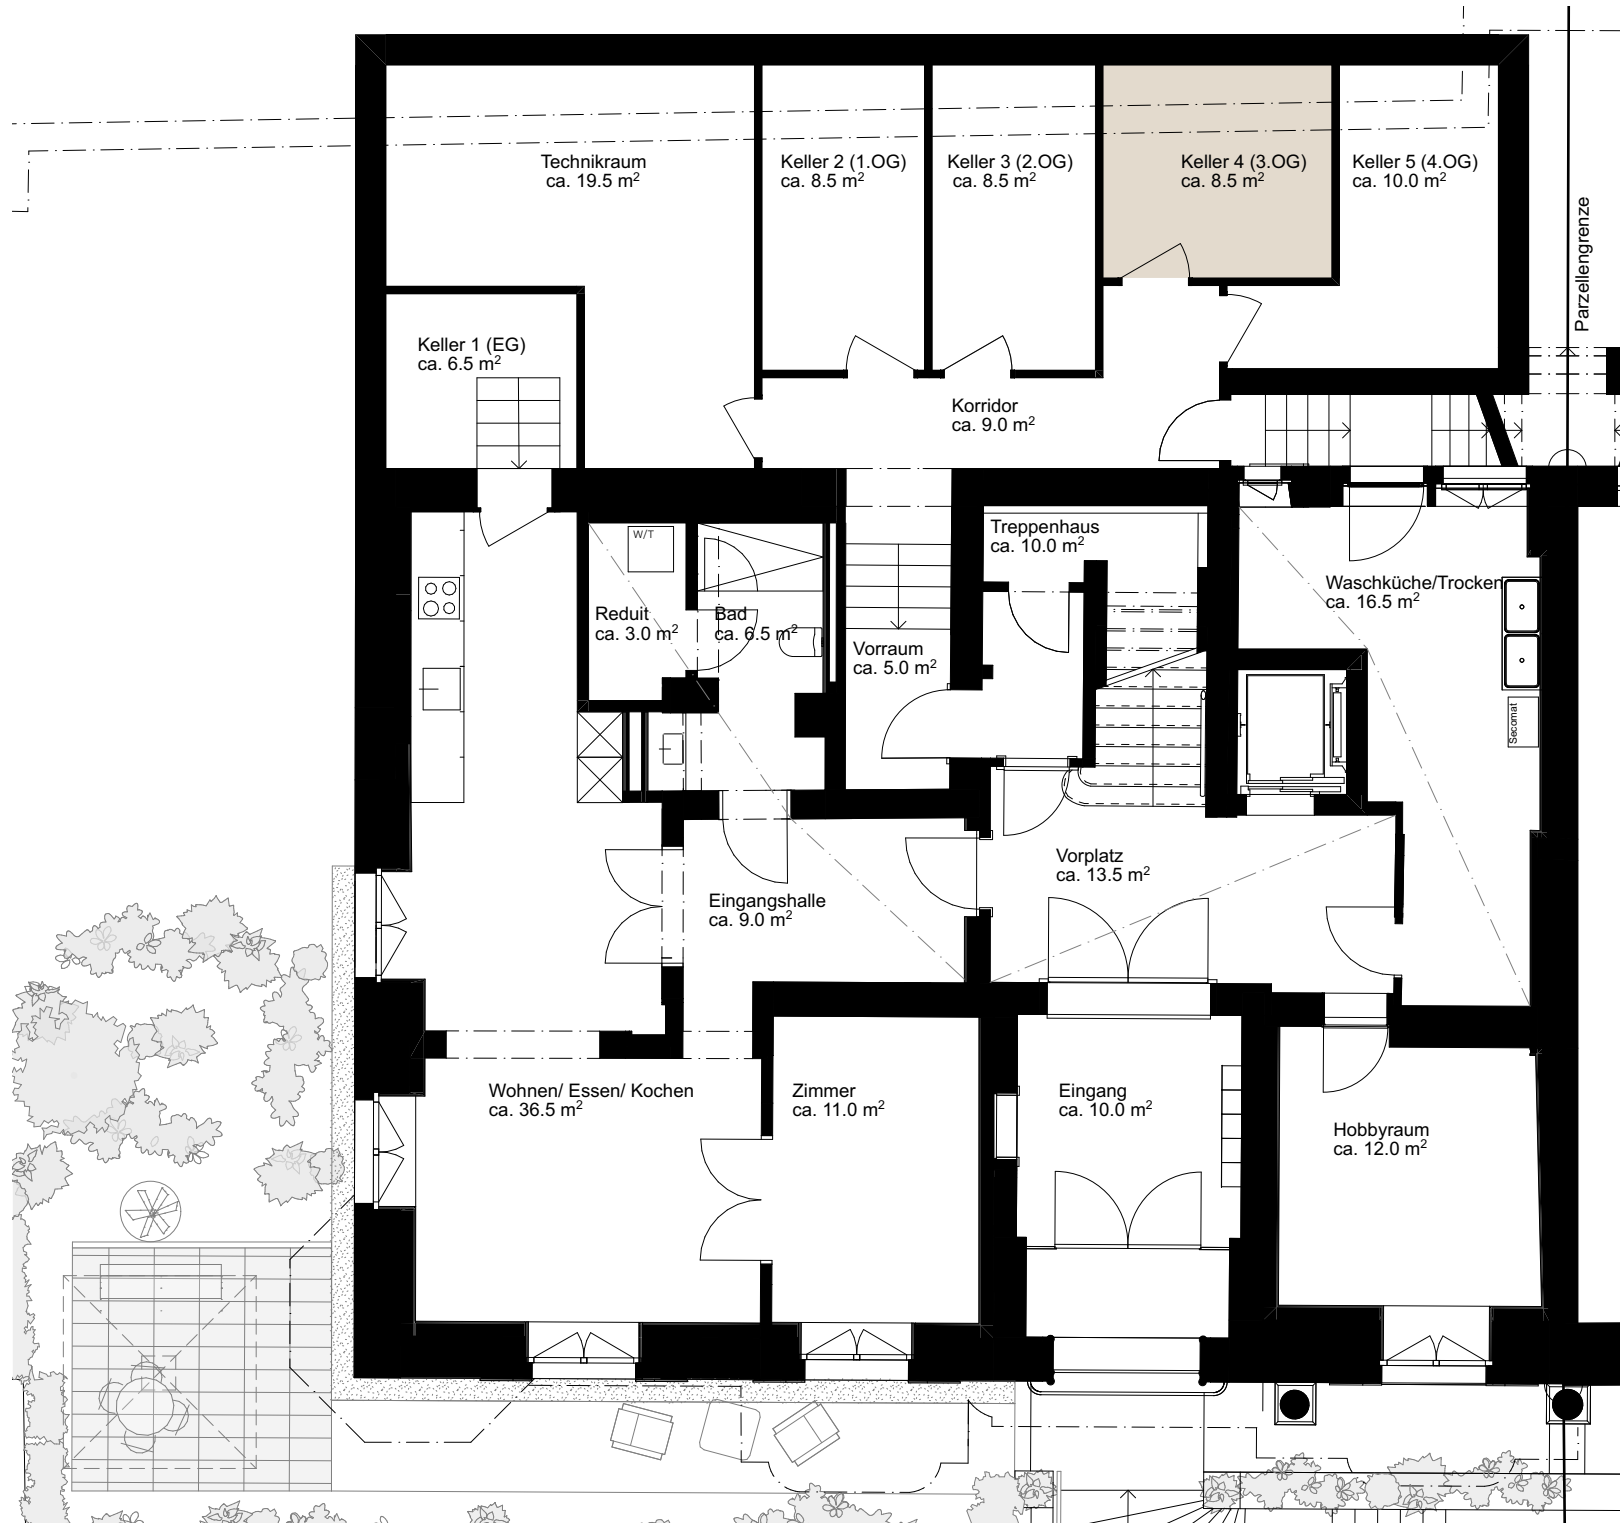 Technikraum
ca. 19.5 m²
Keller 2 (1.OG)
ca. 8.5 m²
Keller 3 (2.OG)
ca. 8.5 m²
Keller 4 (3.OG)
ca. 8.5 m²
Keller 5 (4.OG)
ca. 10.0 m²
Parzellengrenze
Keller 1 (EG)
ca. 6.5 m²
Korridor
ca. 9.0 m²
W/T
Treppenhaus
ca. 10.0 m²
Reduit
ca. 3.0 m²
Bad
ca. 6.5 m²
Vorraum
ca. 5.0 m²
Waschküche/Trocken
ca. 16.5 m²
Secomat
Vorplatz
ca. 13.5 m²
Eingangshalle
ca. 9.0 m²
Wohnen/ Essen/ Kochen
ca. 36.5 m²
Zimmer
ca. 11.0 m²
Eingang
ca. 10.0 m²
Hobbyraum
ca. 12.0 m²